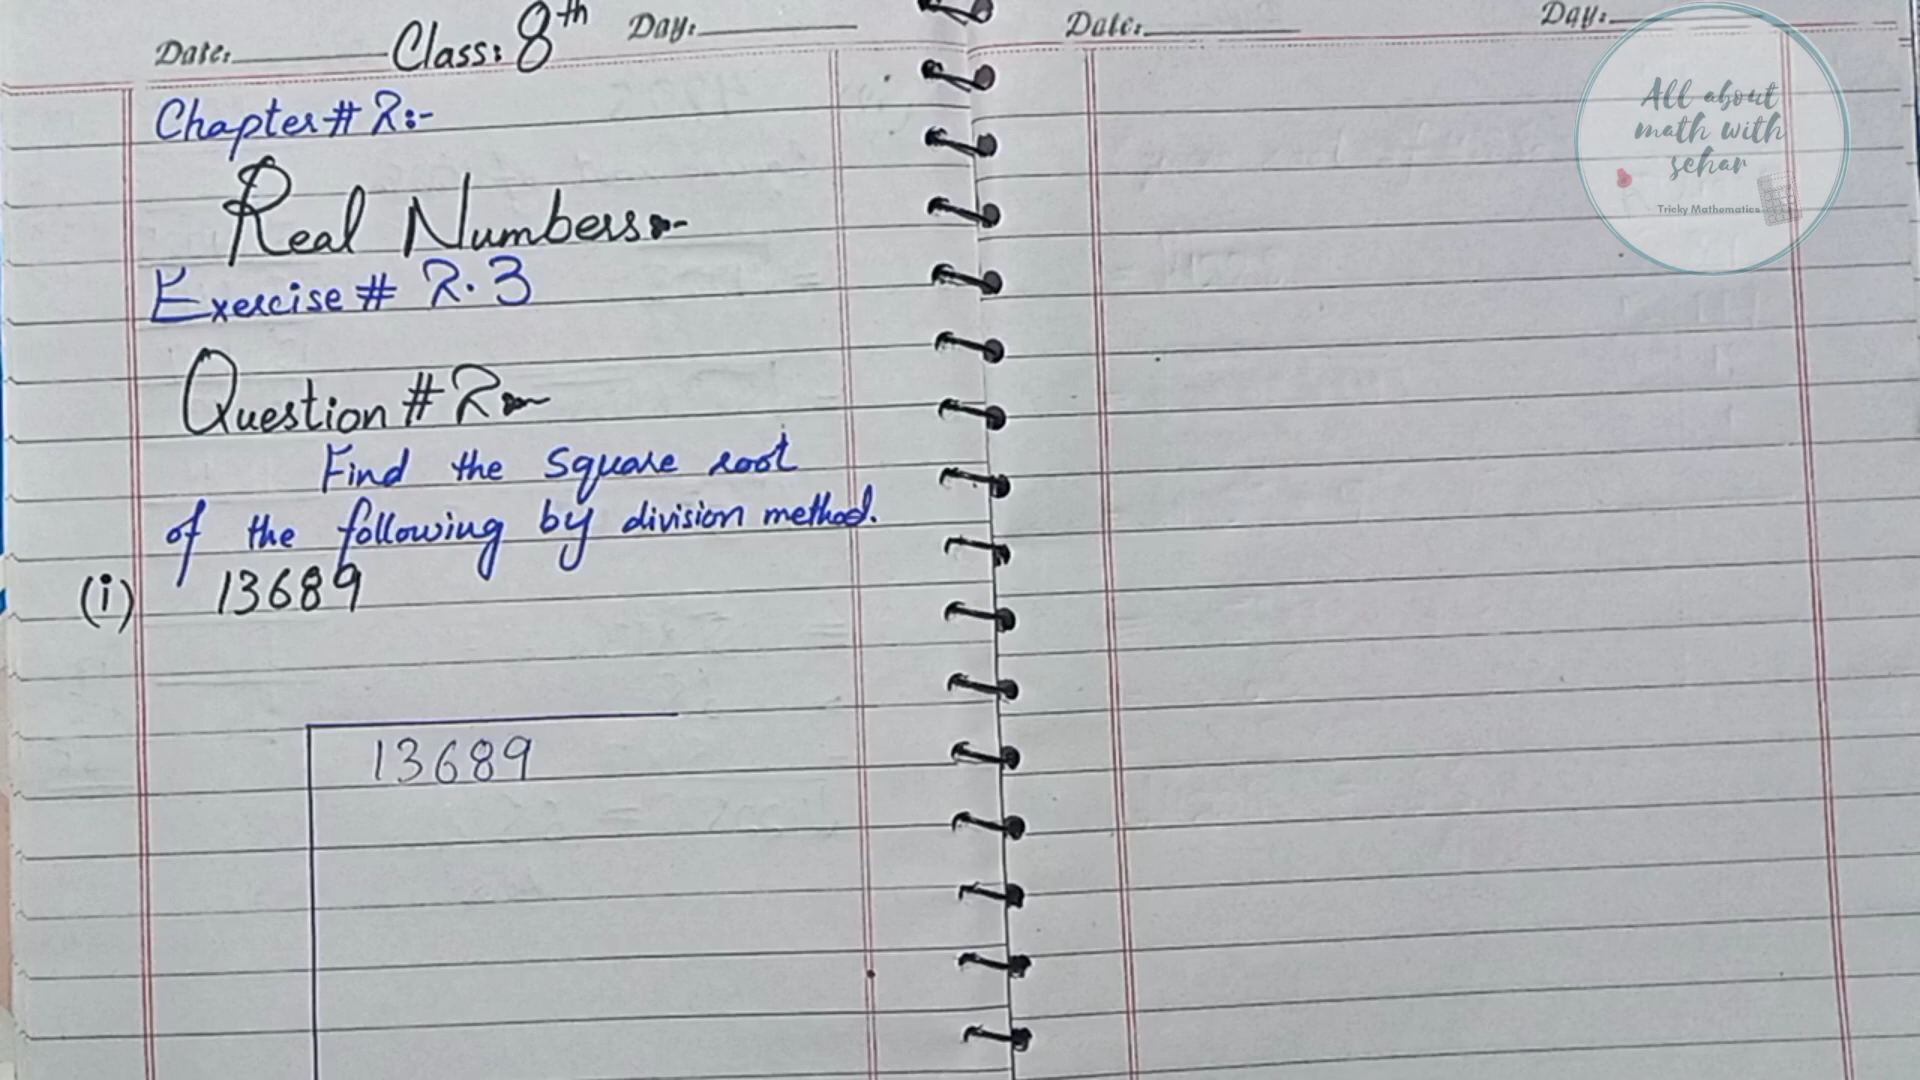 Date: Class: 8th Day:
Chapter # 2:-
Real Numbers:-
Exercise # 2.3
Question # 2:-
Find the square root
of the following by division method.
(i) 13689
13689
Date: Day:
All about
math with
sehar
Tricky Mathematics